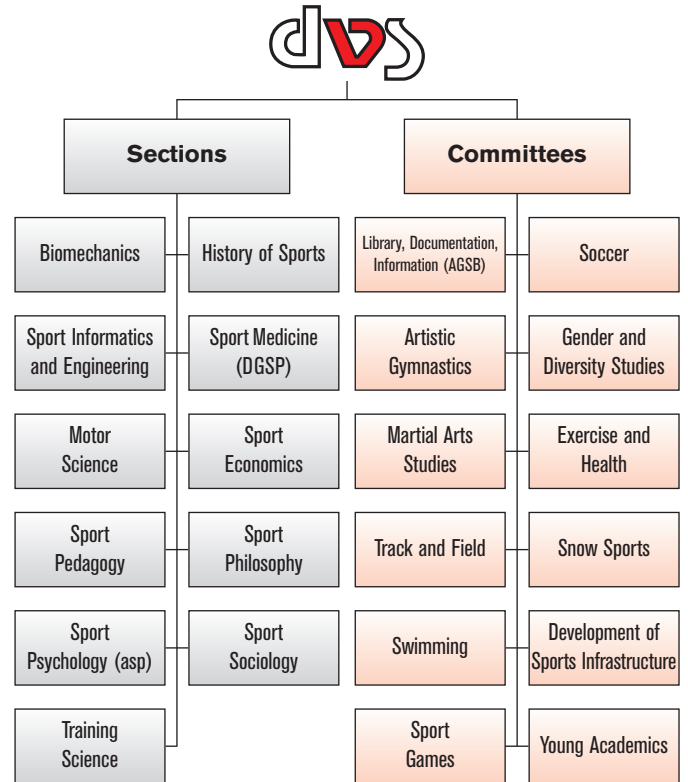 dvs
Sections
Committees
Biomechanics
History of Sports
Library, Documentation,
Information (AGSB)
Soccer
Sport Informatics
and Engineering
Sport Medicine
(DGSP)
Artistic
Gymnastics
Gender and
Diversity Studies
Motor
Science
Sport
Economics
Martial Arts
Studies
Exercise and
Health
Sport
Pedagogy
Sport
Philosophy
Track and Field
Snow Sports
Sport
Psychology (asp)
Sport
Sociology
Swimming
Development of
Sports Infrastructure
Training
Science
Sport
Games
Young Academics